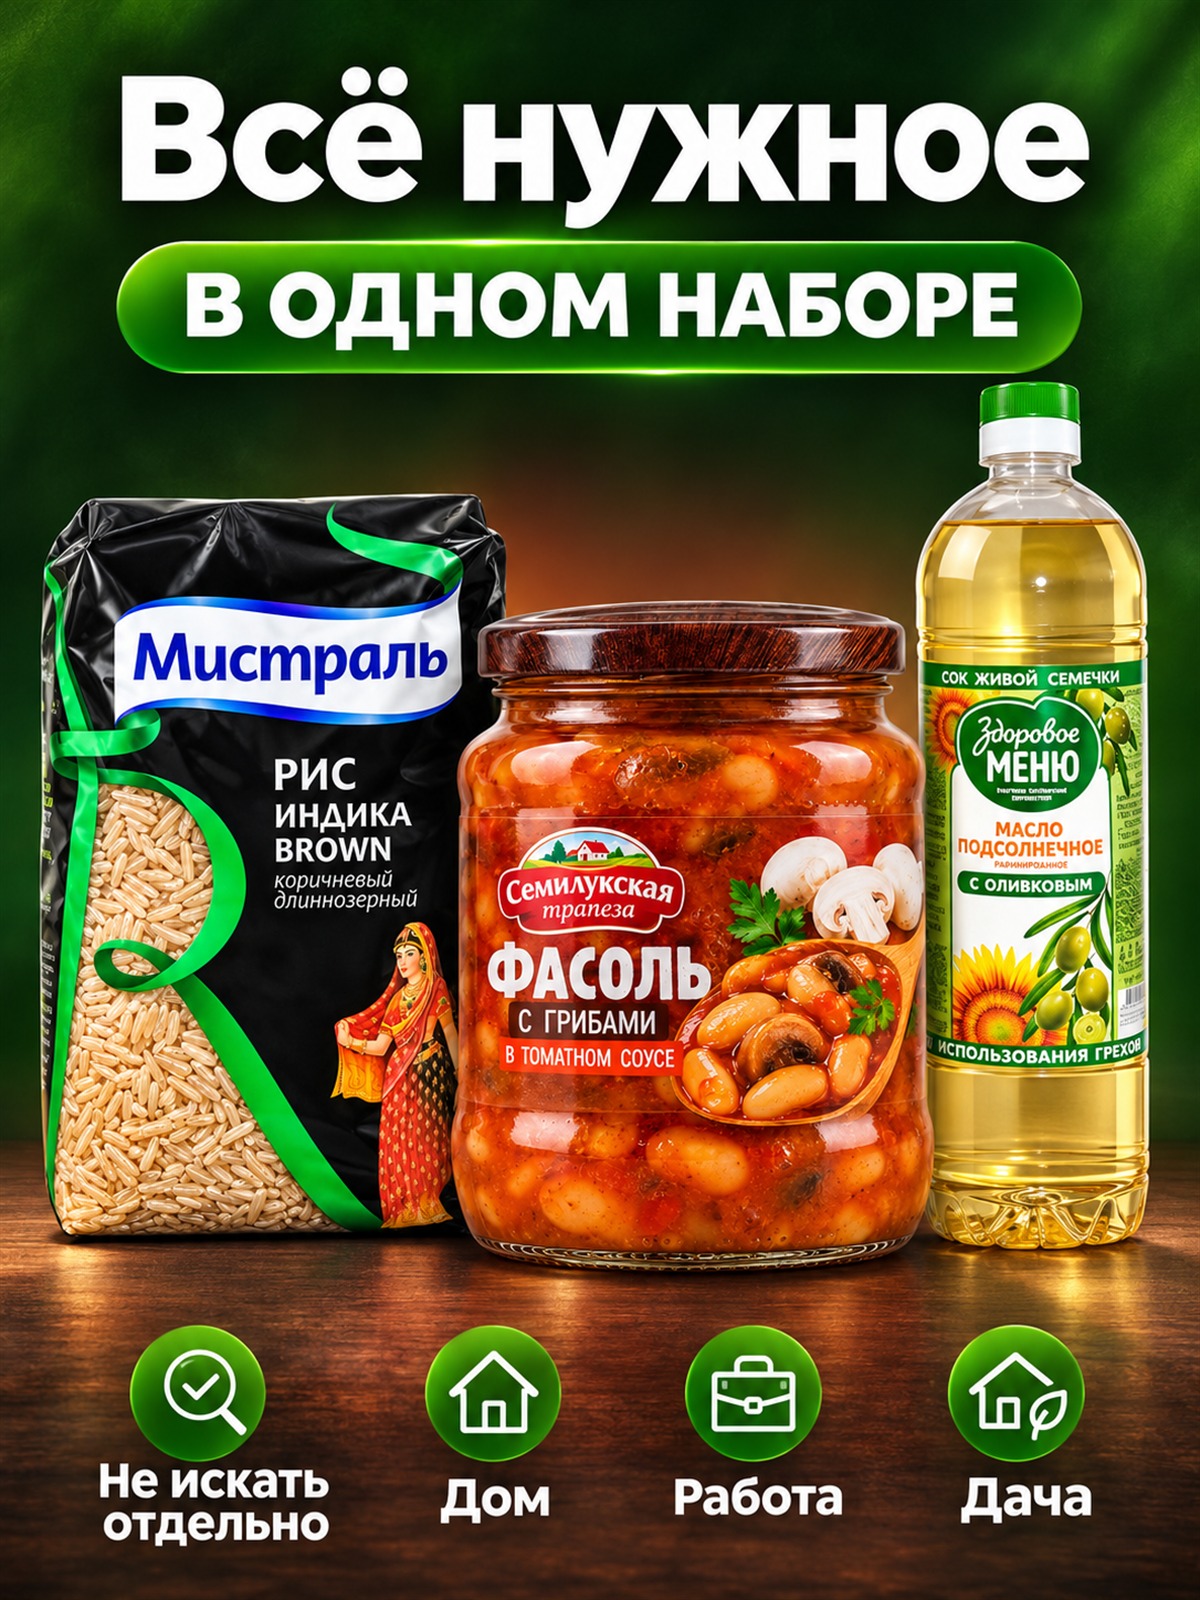 Всё нужное
В ОДНОМ НАБОРЕ
Мистраль
РИС
ИНДИКА
BROWN
коричневый
длиннозерный
Семилукская
трапеза
ФАСОЛЬ
С ГРИБАМИ
В ТОМАТНОМ СОУСЕ
СОК ЖИВОЙ СЕМЕЧКИ
Здоровое
МЕНЮ
МАСЛО
ПОДСОЛНЕЧНОЕ
С ОЛИВКОВЫМ
ИСПОЛЬЗОВАНИЯ ГРЕХОВ
Не искать
отдельно
Дом
Работа
Дача